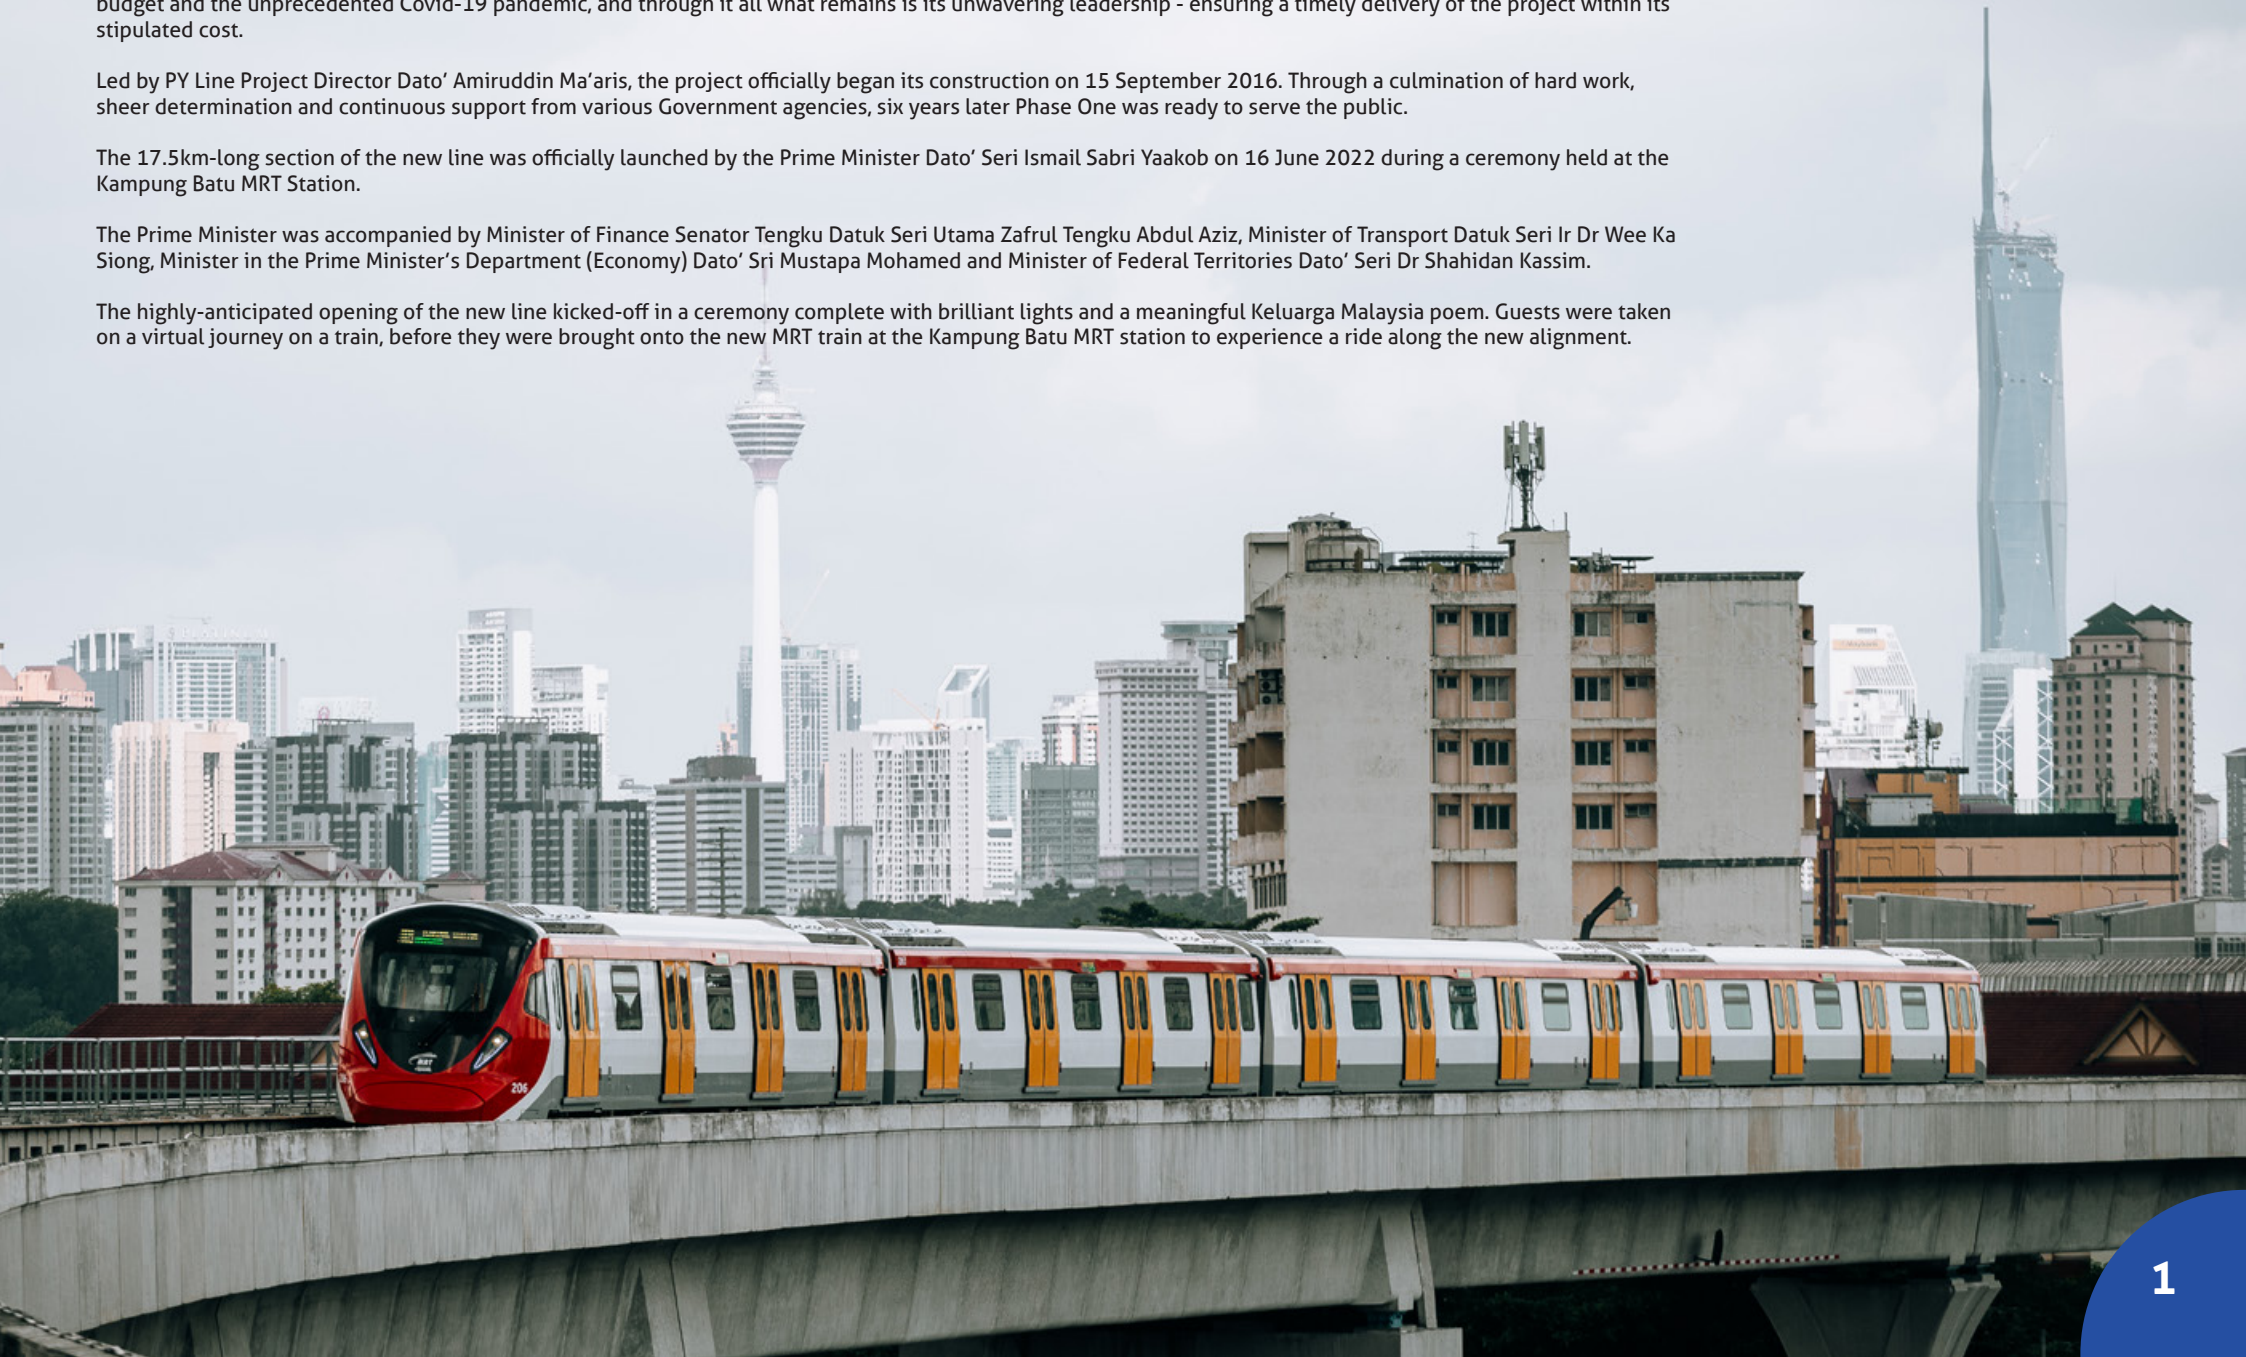 budget and the unprecedented Covid-19 pandemic, and through it all what remains is its unwavering leadership - ensuring a timely delivery of the project within its
stipulated cost.
Led by PY Line Project Director Dato’ Amiruddin Ma’aris, the project officially began its construction on 15 September 2016. Through a culmination of hard work,
sheer determination and continuous support from various Government agencies, six years later Phase One was ready to serve the public.
The 17.5km-long section of the new line was officially launched by the Prime Minister Dato’ Seri Ismail Sabri Yaakob on 16 June 2022 during a ceremony held at the
Kampung Batu MRT Station.
The Prime Minister was accompanied by Minister of Finance Senator Tengku Datuk Seri Utama Zafrul Tengku Abdul Aziz, Minister of Transport Datuk Seri Ir Dr Wee Ka
Siong, Minister in the Prime Minister’s Department (Economy) Dato’ Sri Mustapa Mohamed and Minister of Federal Territories Dato’ Seri Dr Shahidan Kassim.
The highly-anticipated opening of the new line kicked-off in a ceremony complete with brilliant lights and a meaningful Keluarga Malaysia poem. Guests were taken
on a virtual journey on a train, before they were brought onto the new MRT train at the Kampung Batu MRT station to experience a ride along the new alignment.
PLATINUM
MRT
206
1